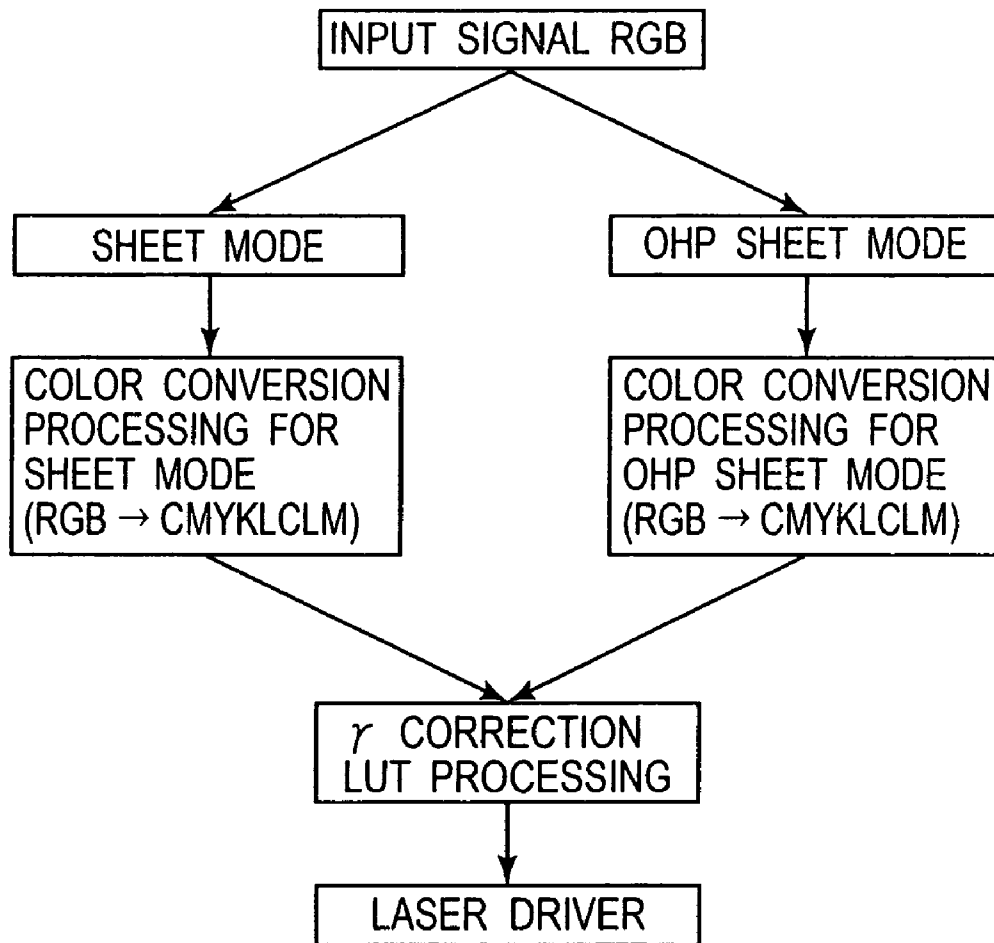 INPUT SIGNAL RGB
SHEET MODE
OHP SHEET MODE
COLOR CONVERSION
PROCESSING FOR
SHEET MODE
(RGB → CMYKLCLM)
COLOR CONVERSION
PROCESSING FOR
OHP SHEET MODE
(RGB → CMYKLCLM)
γ CORRECTION
LUT PROCESSING
LASER DRIVER